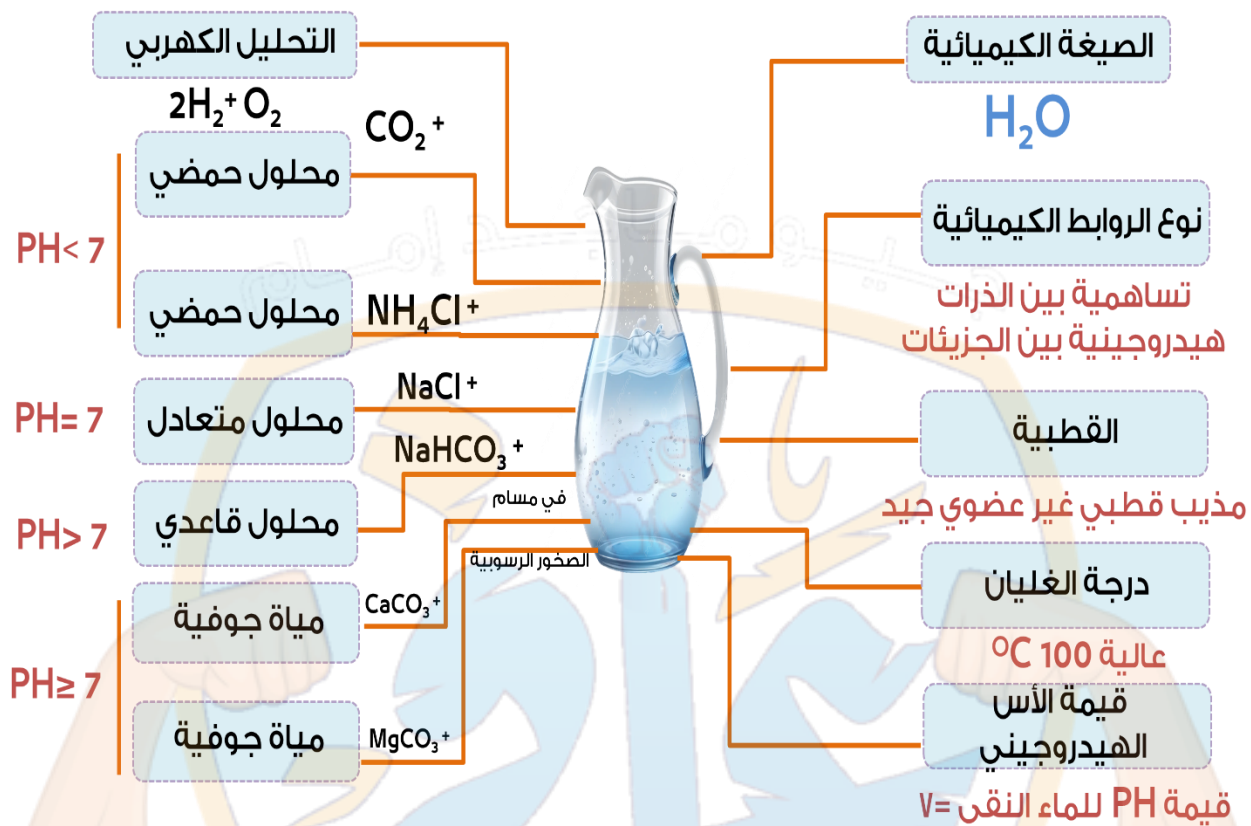 الصيغة الكيميائية
H₂O
نوع الروابط الكيميائية
تساهمية بين الذرات
هيدروجينية بين الجزيئات
القطبية
مذيب قطبي غير عضوي جيد
درجة الغليان
عالية 100 °C
قيمة الأس
الهيدروجيني
قيمة PH للماء النقى =٧
التحليل الكهربي
2H₂⁺ O₂
CO₂⁺
محلول حمضي
PH< 7
NH₄Cl⁺
محلول حمضي
NaCl⁺
محلول متعادل
PH= 7
NaHCO₃⁺
محلول قاعدي
PH> 7
في مسام
الصخور الرسوبية
CaCO₃⁺
مياة جوفية
PH≥ 7
MgCO₃⁺
مياة جوفية